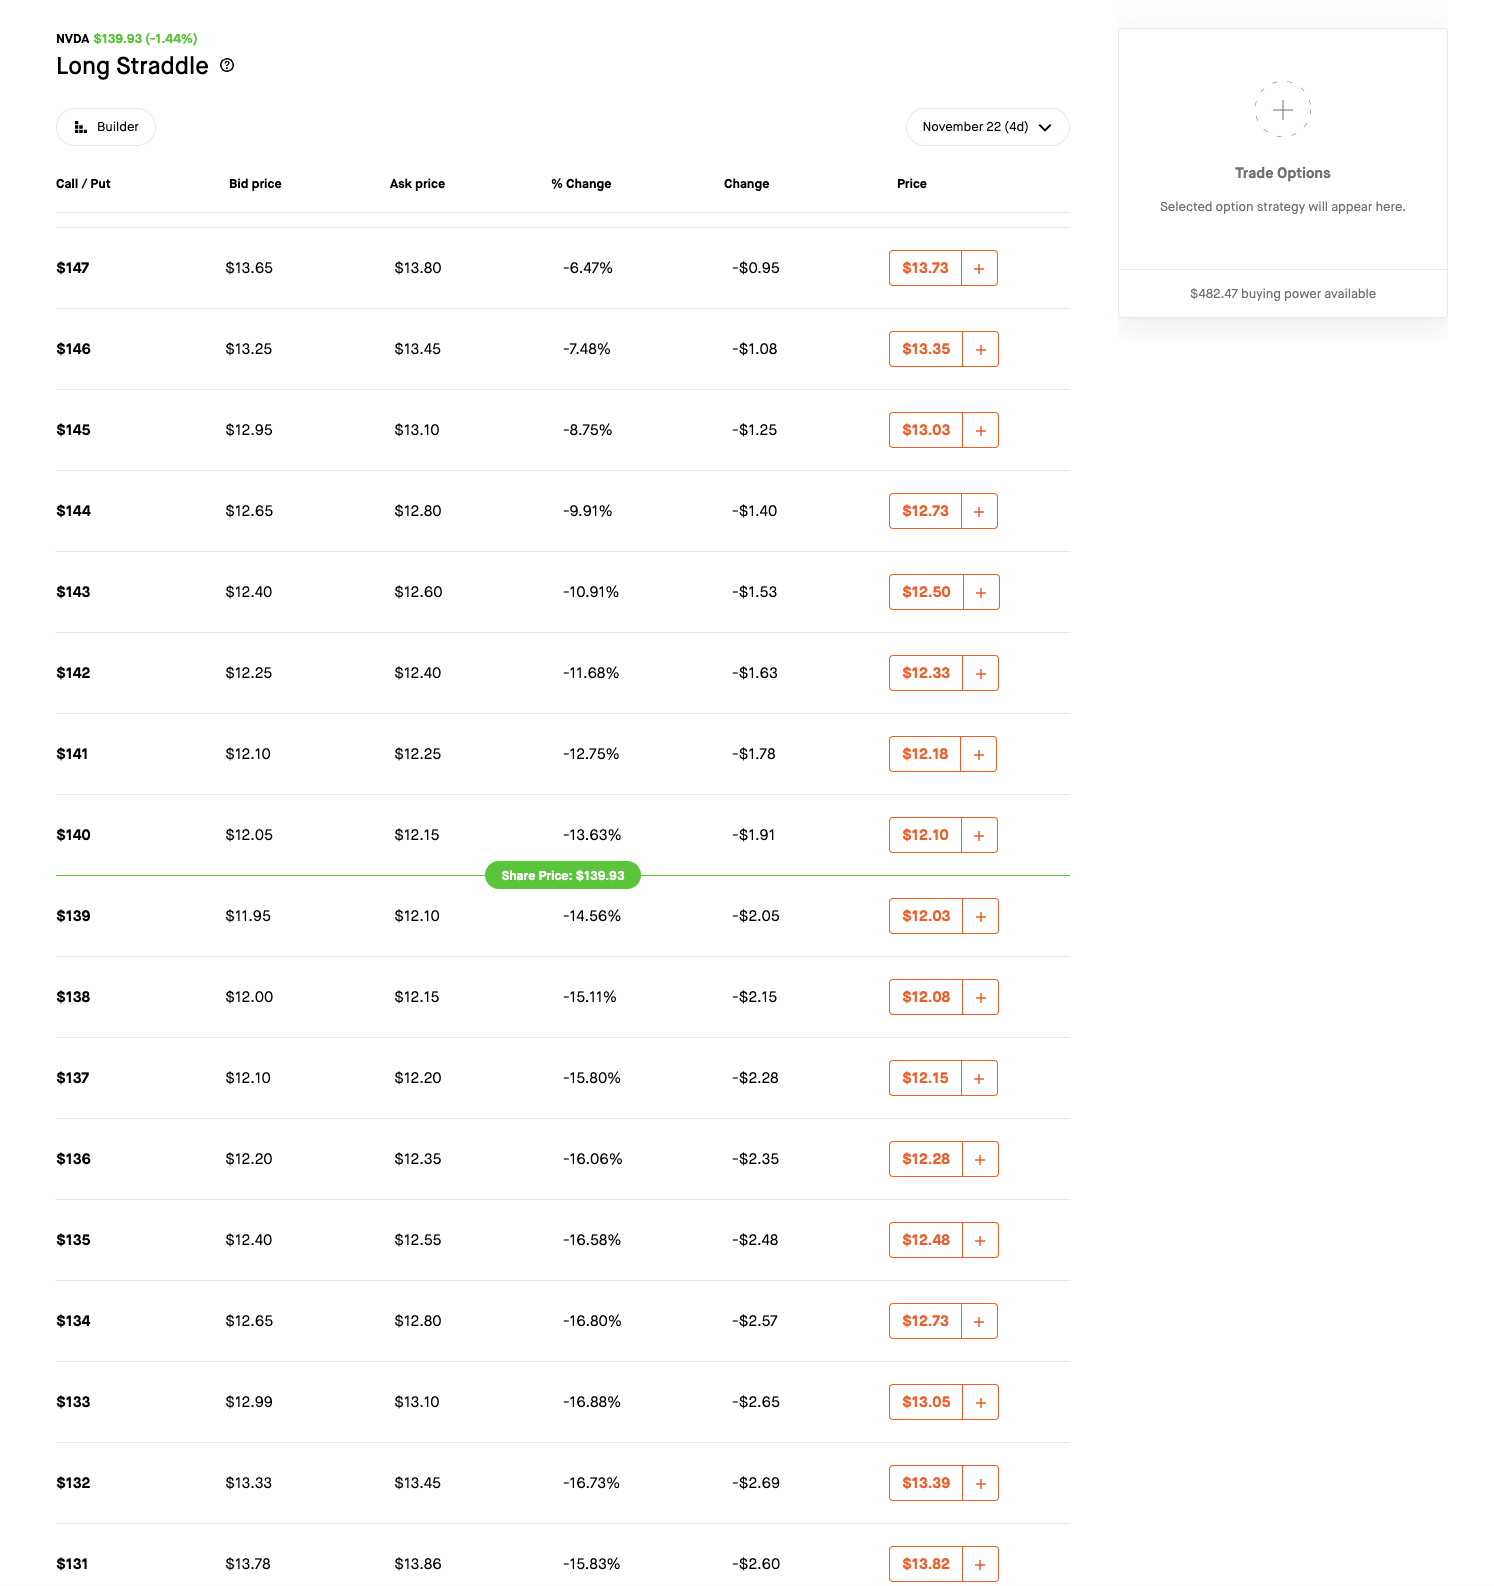 NVDA $139.93 (-1.44%)
Long Straddle ?
Builder
November 22 (4d)
Call / Put Bid price Ask price % Change Change Price
$147 $13.65 $13.80 -6.47% -$0.95 $13.73 +
$146 $13.25 $13.45 -7.48% -$1.08 $13.35 +
$145 $12.95 $13.10 -8.75% -$1.25 $13.03 +
$144 $12.65 $12.80 -9.91% -$1.40 $12.73 +
$143 $12.40 $12.60 -10.91% -$1.53 $12.50 +
$142 $12.25 $12.40 -11.68% -$1.63 $12.33 +
$141 $12.10 $12.25 -12.75% -$1.78 $12.18 +
$140 $12.05 $12.15 -13.63% -$1.91 $12.10 +
Share Price: $139.93
$139 $11.95 $12.10 -14.56% -$2.05 $12.03 +
$138 $12.00 $12.15 -15.11% -$2.15 $12.08 +
$137 $12.10 $12.20 -15.80% -$2.28 $12.15 +
$136 $12.20 $12.35 -16.06% -$2.35 $12.28 +
$135 $12.40 $12.55 -16.58% -$2.48 $12.48 +
$134 $12.65 $12.80 -16.80% -$2.57 $12.73 +
$133 $12.99 $13.10 -16.88% -$2.65 $13.05 +
$132 $13.33 $13.45 -16.73% -$2.69 $13.39 +
$131 $13.78 $13.86 -15.83% -$2.60 $13.82 +
Trade Options
Selected option strategy will appear here.
$482.47 buying power available